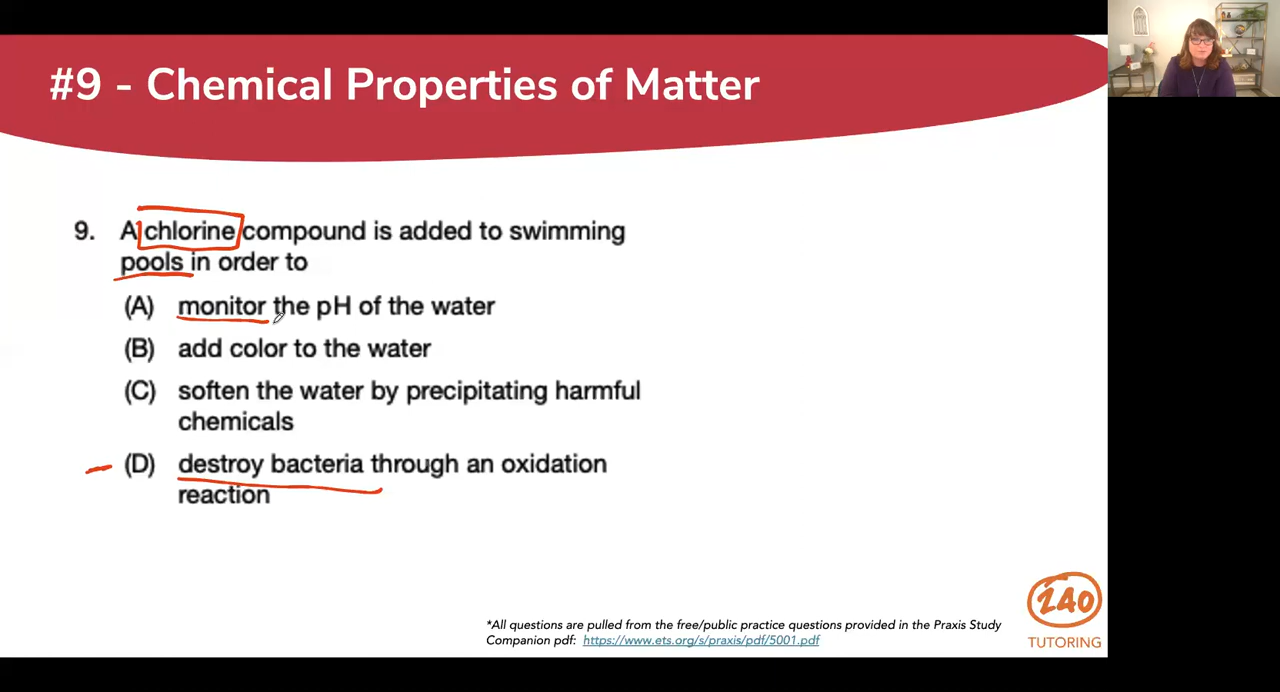 #9 - Chemical Properties of Matter
9. A chlorine compound is added to swimming
pools in order to
(A) monitor the pH of the water
(B) add color to the water
(C) soften the water by precipitating harmful
chemicals
(D) destroy bacteria through an oxidation
reaction
240
TUTORING
*All questions are pulled from the free/public practice questions provided in the Praxis Study
Companion pdf: https://www.ets.org/s/praxis/pdf/5001.pdf